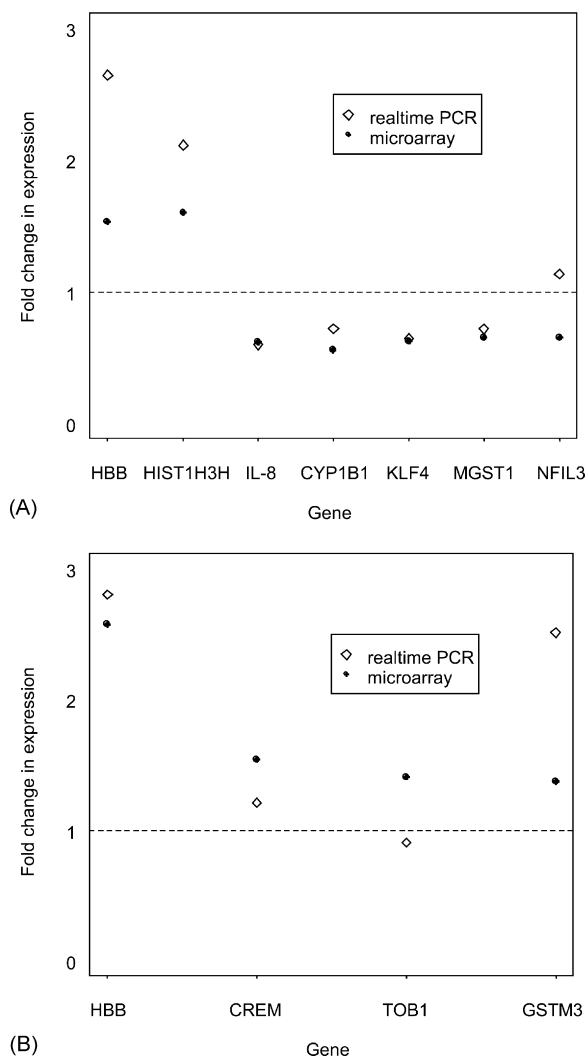 3
2
1
0
Fold change in expression
realtime PCR
microarray
HBB HIST1H3H IL-8 CYP1B1 KLF4 MGST1 NFIL3
(A)
Gene
3
2
1
0
Fold change in expression
realtime PCR
microarray
HBB CREM TOB1 GSTM3
(B)
Gene